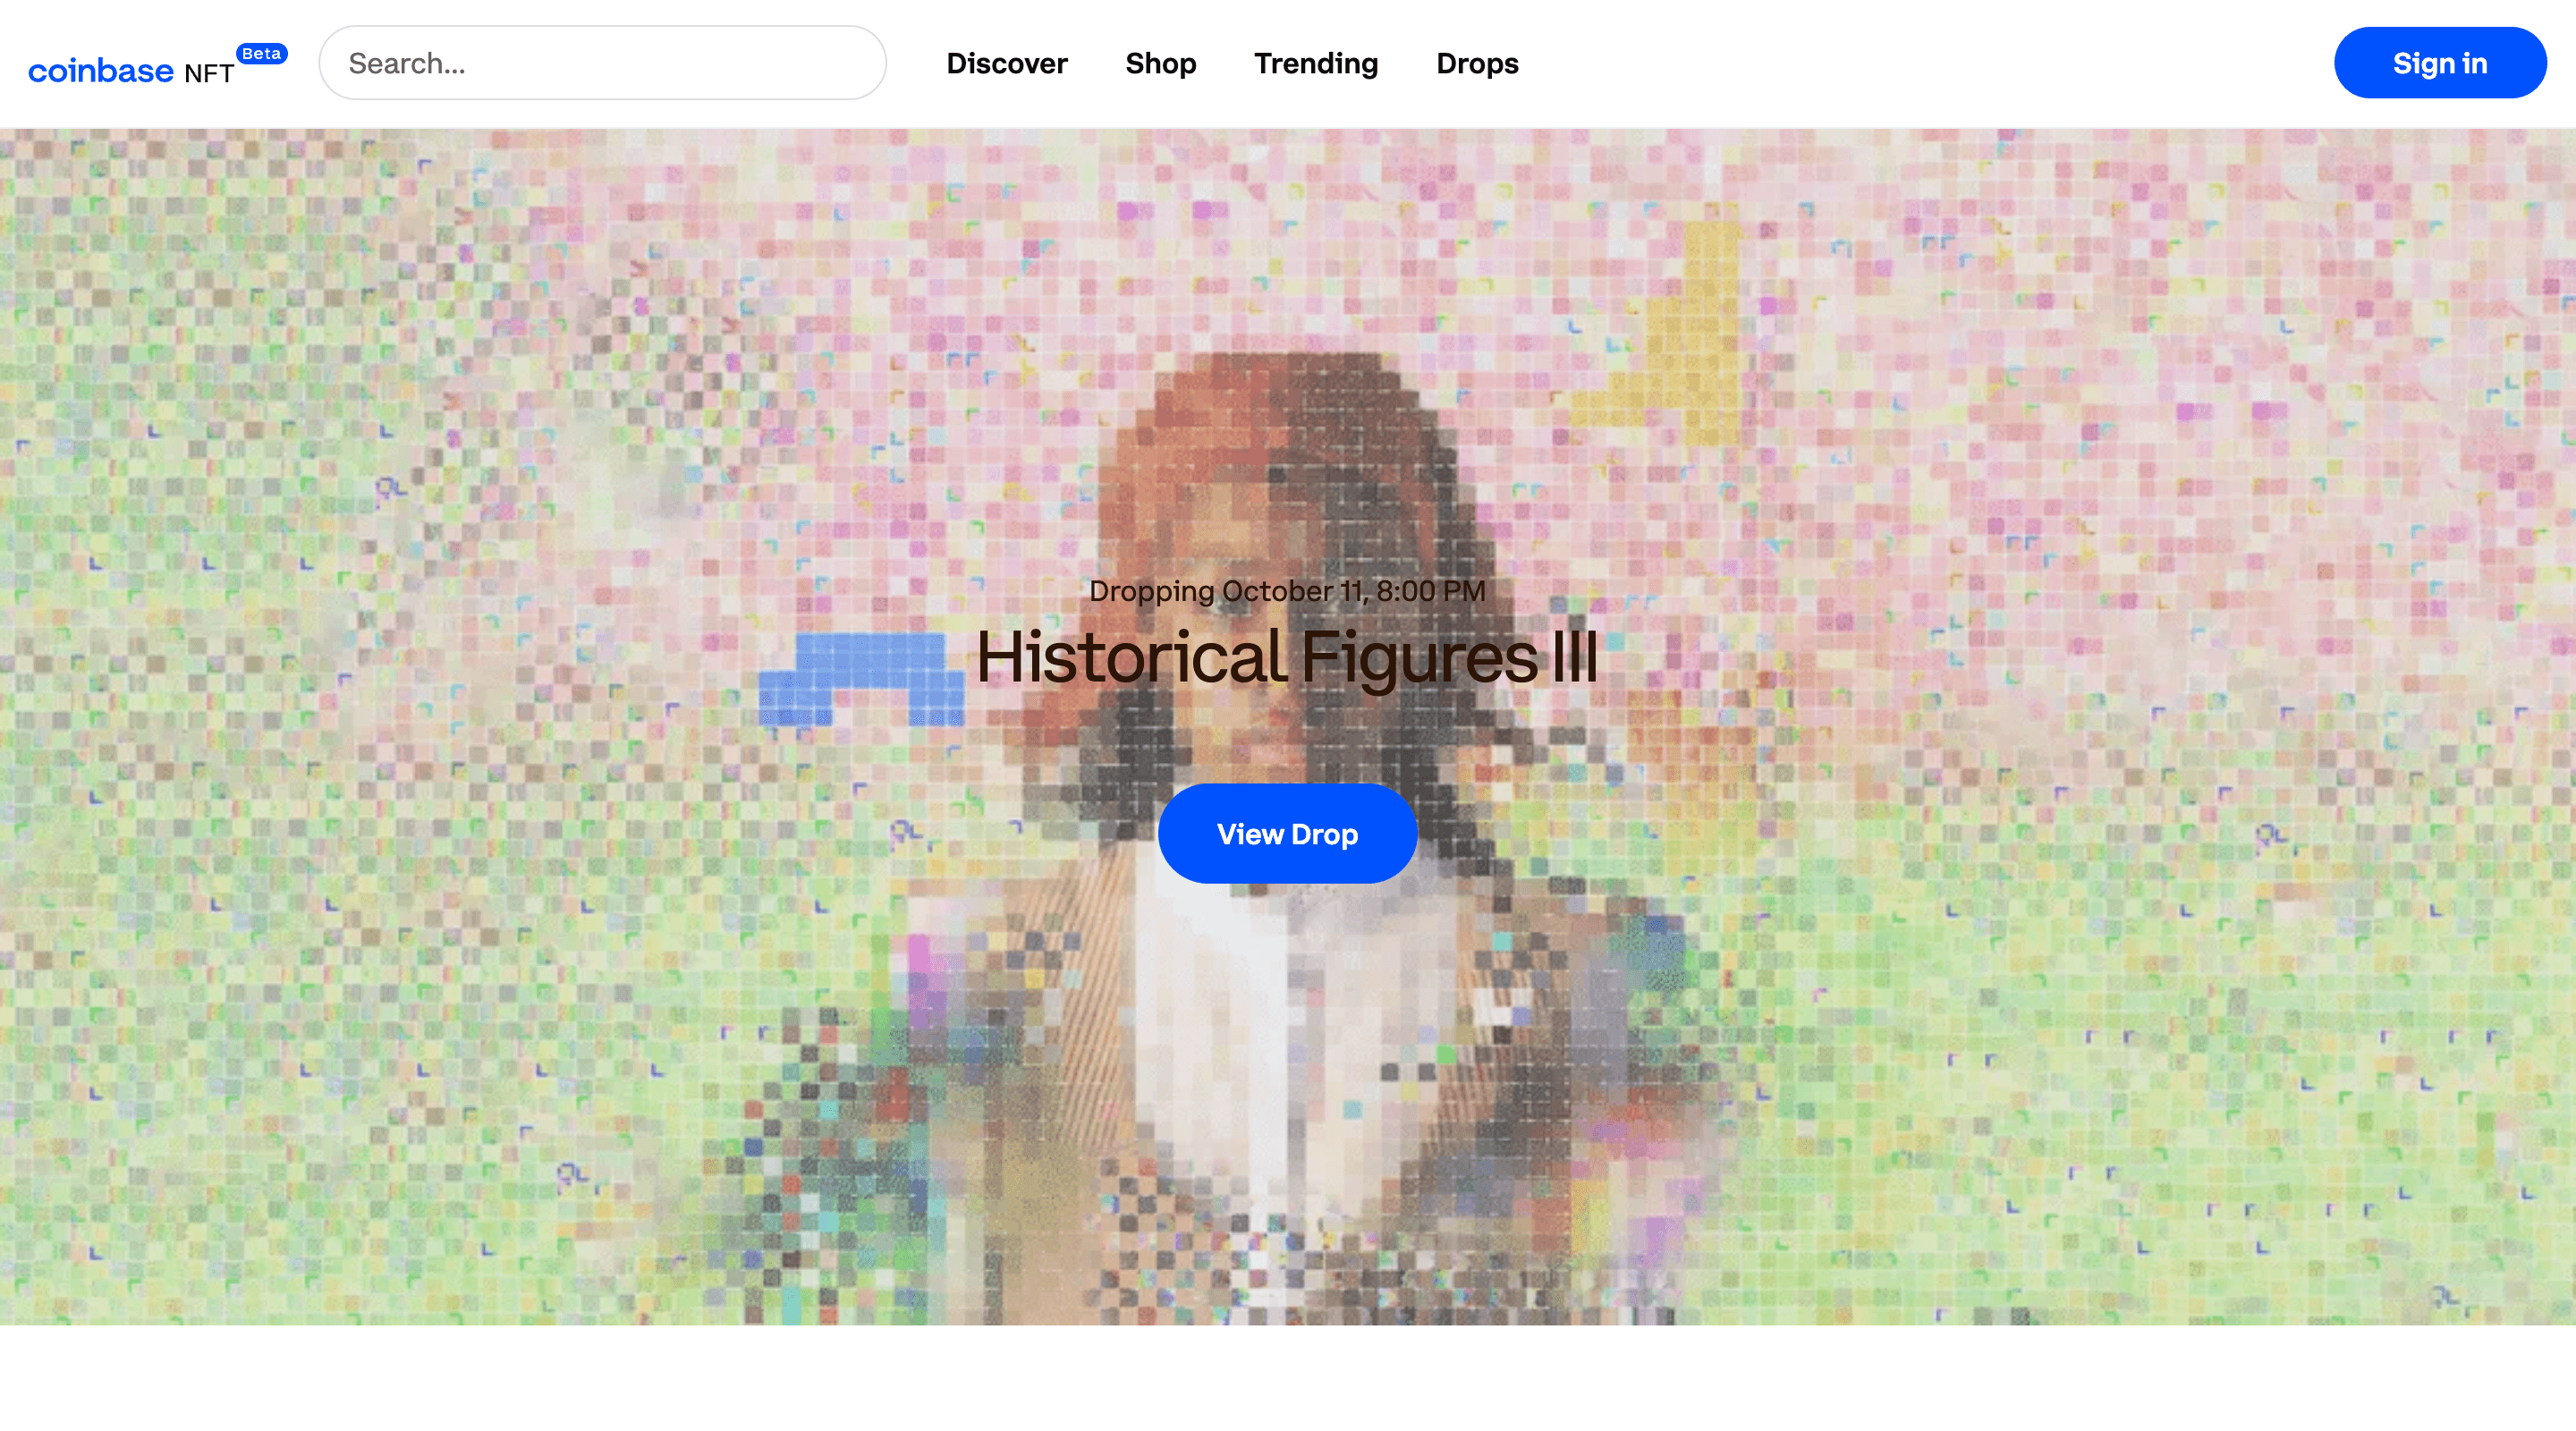 coinbase NFT Beta
Search...
Discover
Shop
Trending
Drops
Sign in
Dropping October 11, 8:00 PM
Historical Figures III
View Drop